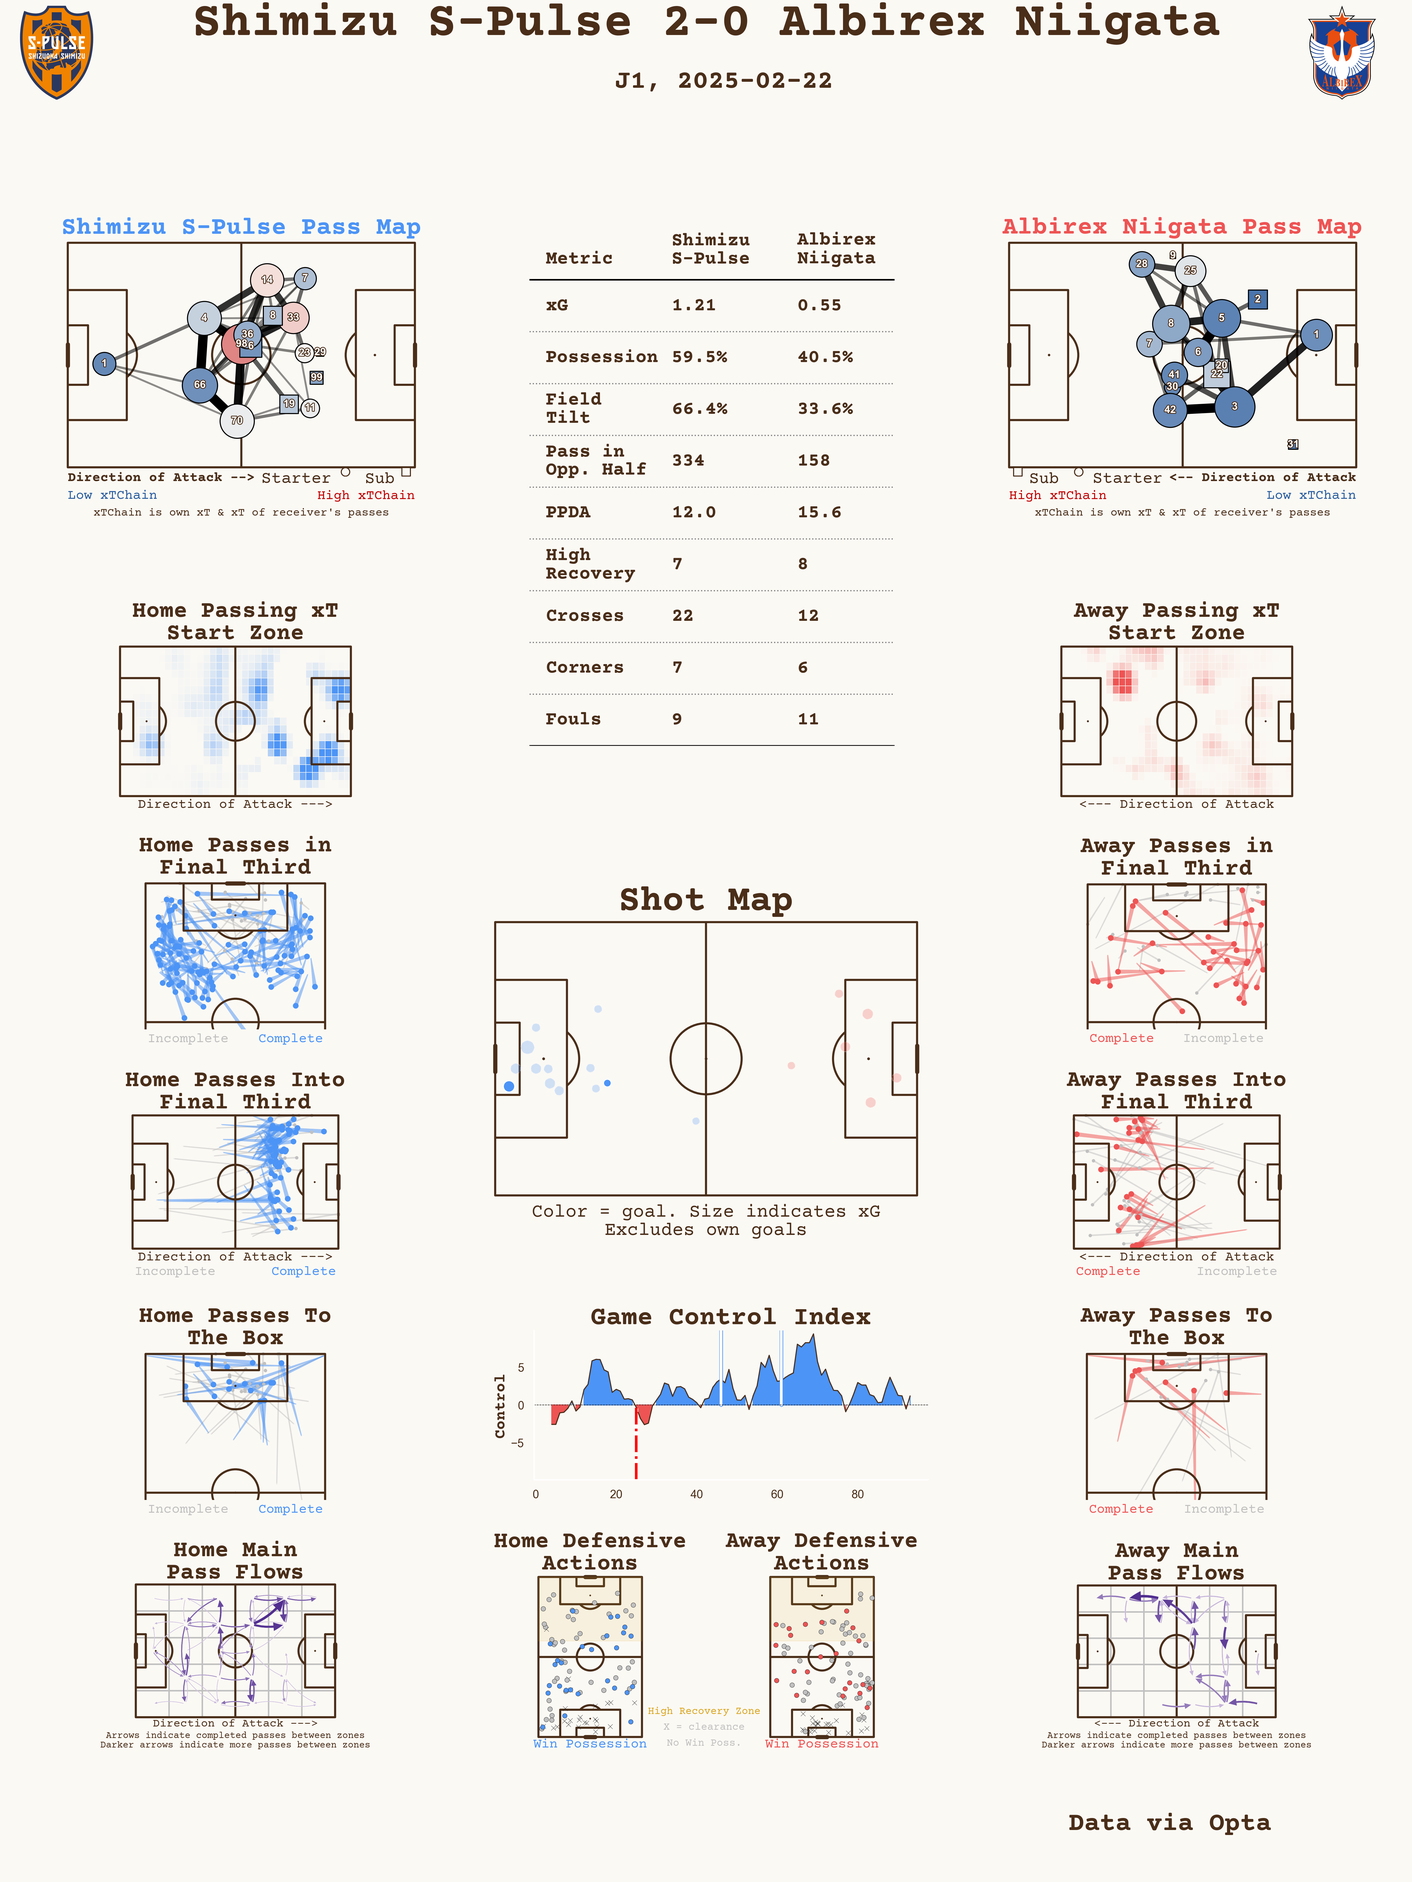 Shimizu S-Pulse 2-0 Albirex Niigata
J1, 2025-02-22
S-PULSE
SHIZUOKA SHIMIZU
ALBIREX
Shimizu S-Pulse Pass Map
1
4
66
14
7
8
33
36
98
6
23
29
99
19
11
70
Direction of Attack --> Starter Sub
Low xTChain High xTChain
xTChain is own xT & xT of receiver's passes
Metric Shimizu S-Pulse Albirex Niigata
xG 1.21 0.55
Possession 59.5% 40.5%
Field Tilt 66.4% 33.6%
Pass in Opp. Half 334 158
PPDA 12.0 15.6
High Recovery 7 8
Crosses 22 12
Corners 7 6
Fouls 9 11
Albirex Niigata Pass Map
28
9
25
2
8
5
1
7
6
20
22
41
30
42
3
31
Sub Starter <-- Direction of Attack
High xTChain Low xTChain
xTChain is own xT & xT of receiver's passes
Home Passing xT
Start Zone
Direction of Attack --->
Away Passing xT
Start Zone
<--- Direction of Attack
Home Passes in
Final Third
Incomplete Complete
Away Passes in
Final Third
Complete Incomplete
Shot Map
Color = goal. Size indicates xG
Excludes own goals
Home Passes Into
Final Third
Direction of Attack --->
Incomplete Complete
Away Passes Into
Final Third
<--- Direction of Attack
Complete Incomplete
Home Passes To
The Box
Incomplete Complete
Game Control Index
Control
5
0
−5
0 20 40 60 80
Away Passes To
The Box
Complete Incomplete
Home Main
Pass Flows
Direction of Attack --->
Arrows indicate completed passes between zones
Darker arrows indicate more passes between zones
Home Defensive
Actions
Win Possession
High Recovery Zone
X = clearance
No Win Poss.
Away Defensive
Actions
Win Possession
Away Main
Pass Flows
<--- Direction of Attack
Arrows indicate completed passes between zones
Darker arrows indicate more passes between zones
Data via Opta